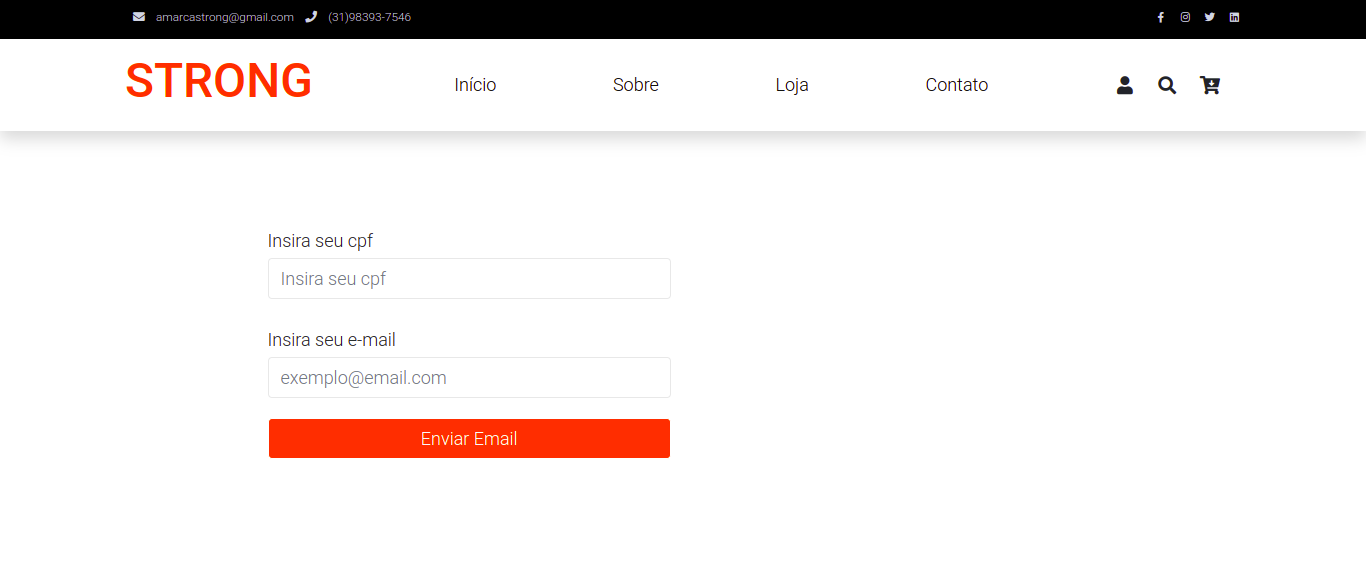 amarcastrong@gmail.com (31)98393-7546
STRONG Início Sobre Loja Contato
Insira seu cpf
Insira seu cpf
Insira seu e-mail
exemplo@email.com
Enviar Email